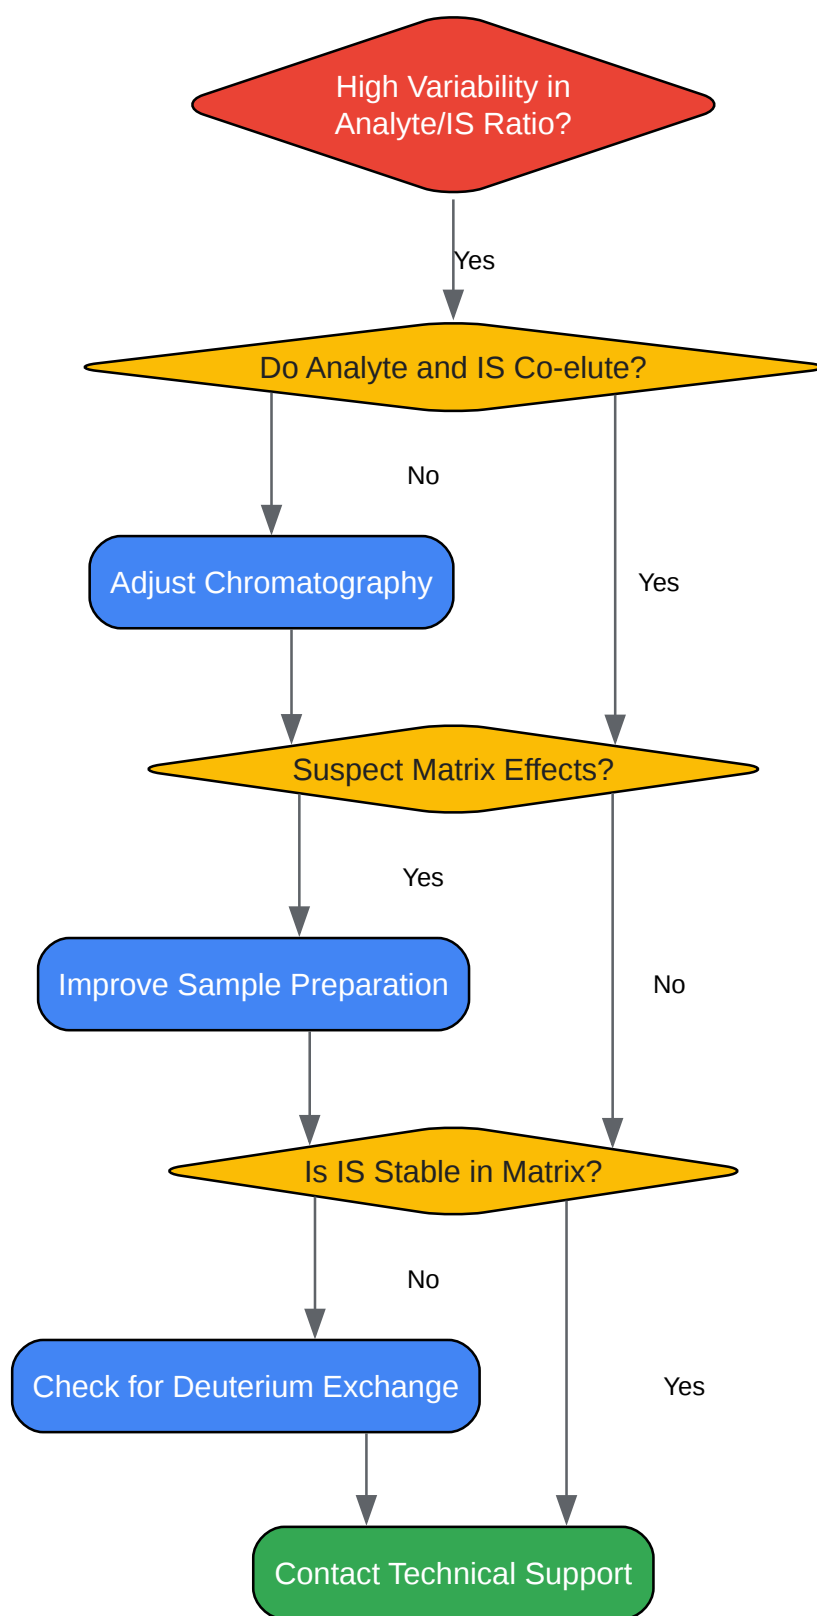 High Variability in
Analyte/IS Ratio?
Yes
Do Analyte and IS Co-elute?
No
Adjust Chromatography
Yes
Suspect Matrix Effects?
Yes
Improve Sample Preparation
No
Is IS Stable in Matrix?
No
Check for Deuterium Exchange
Yes
Contact Technical Support